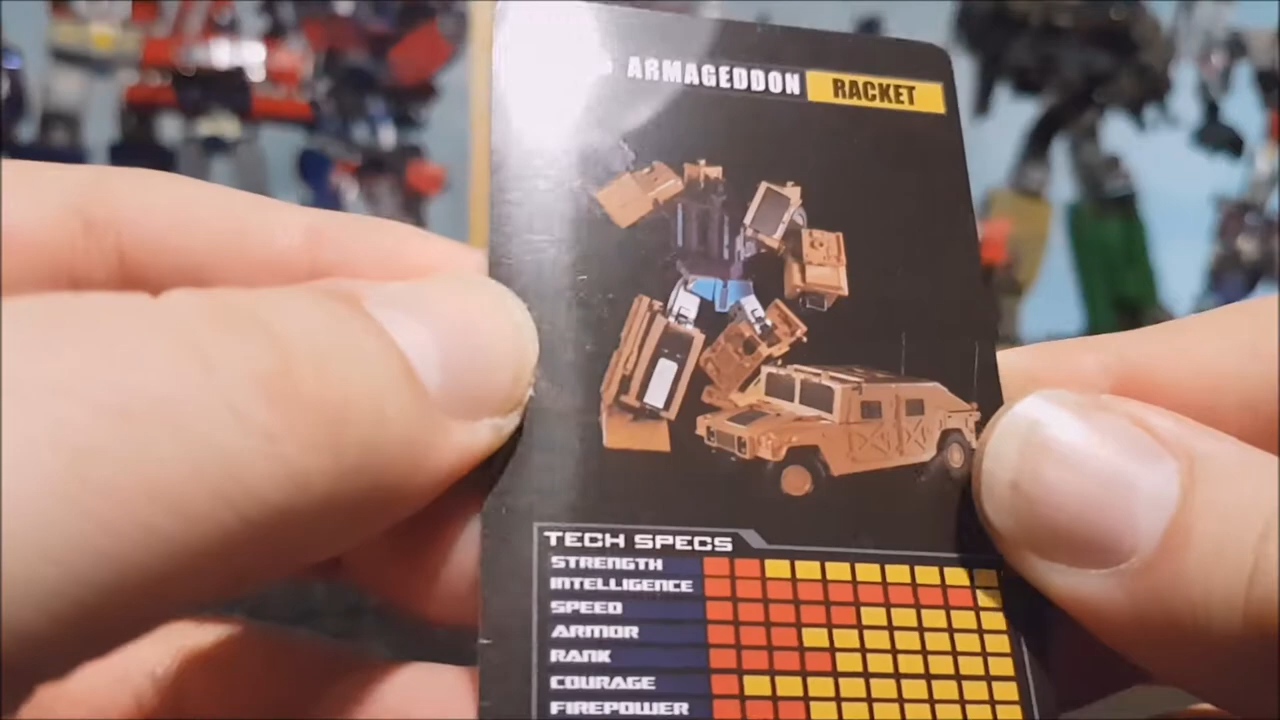 ARMAGEDDON RACKET
TECH SPECS
STRENGTH
INTELLIGENCE
SPEED
ARMOR
RANK
COURAGE
FIREPOWER